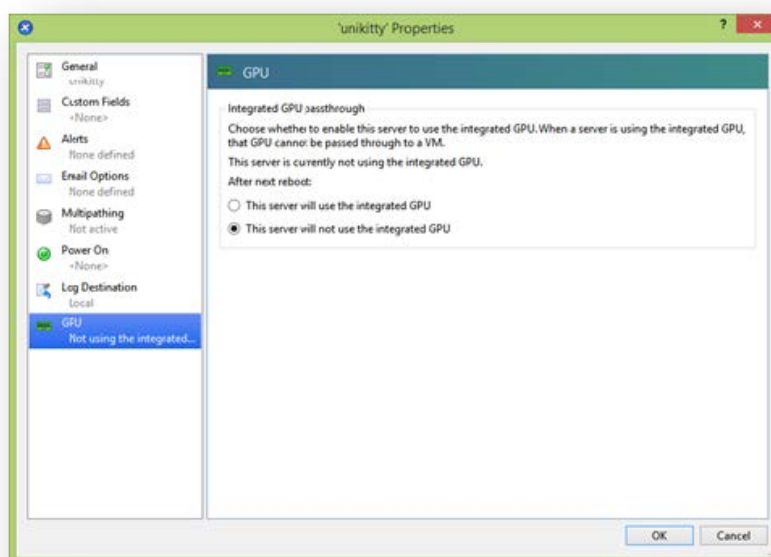 'unikitty' Properties
?
×
General
unikitty
Custom Fields
<None>
Alerts
None defined
Email Options
None defined
Multipathing
Not active
Power On
<None>
Log Destination
Local
GPU
Not using the integrated...
GPU
Integrated GPU passthrough
Choose whether to enable this server to use the integrated GPU. When a server is using the integrated GPU,
that GPU cannot be passed through to a VM.
This server is currently not using the integrated GPU.
After next reboot:
This server will use the integrated GPU
This server will not use the integrated GPU
OK
Cancel